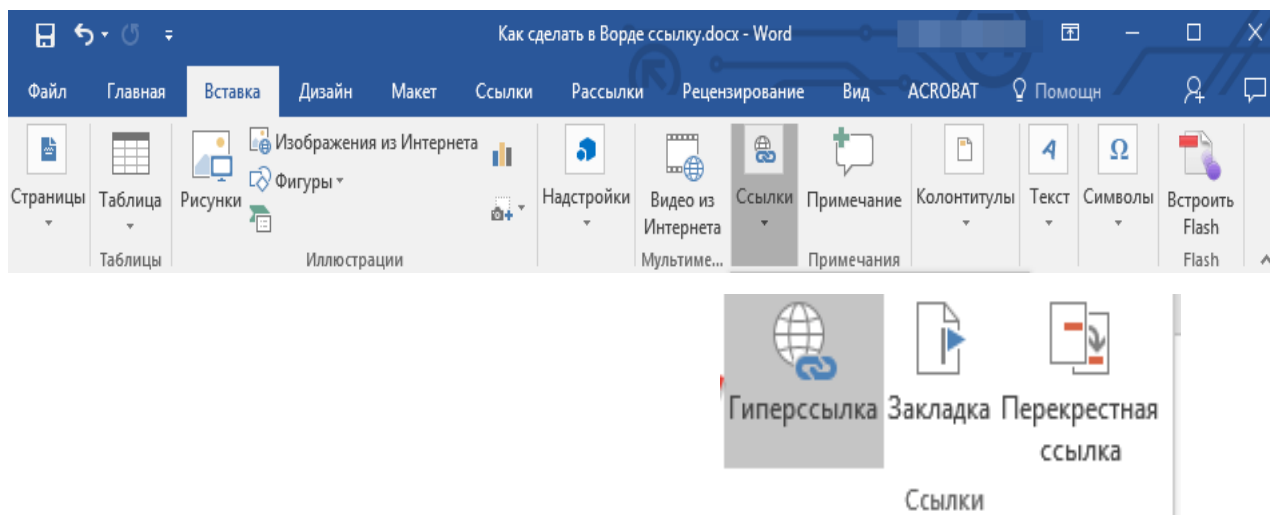 Как сделать в Ворде ссылку.docx - Word
Файл Главная Вставка Дизайн Макет Ссылки Рассылки Рецензирование Вид ACROBAT Помощн
Страницы Таблица Рисунки Изображения из Интернета
Фигуры
Надстройки Видео из Интернета Ссылки Примечание Колонтитулы Текст Символы Встроить Flash
Таблицы Иллюстрации Мультиме... Примечания Flash
Гиперссылка Закладка Перекрестная
ссылка
Ссылки